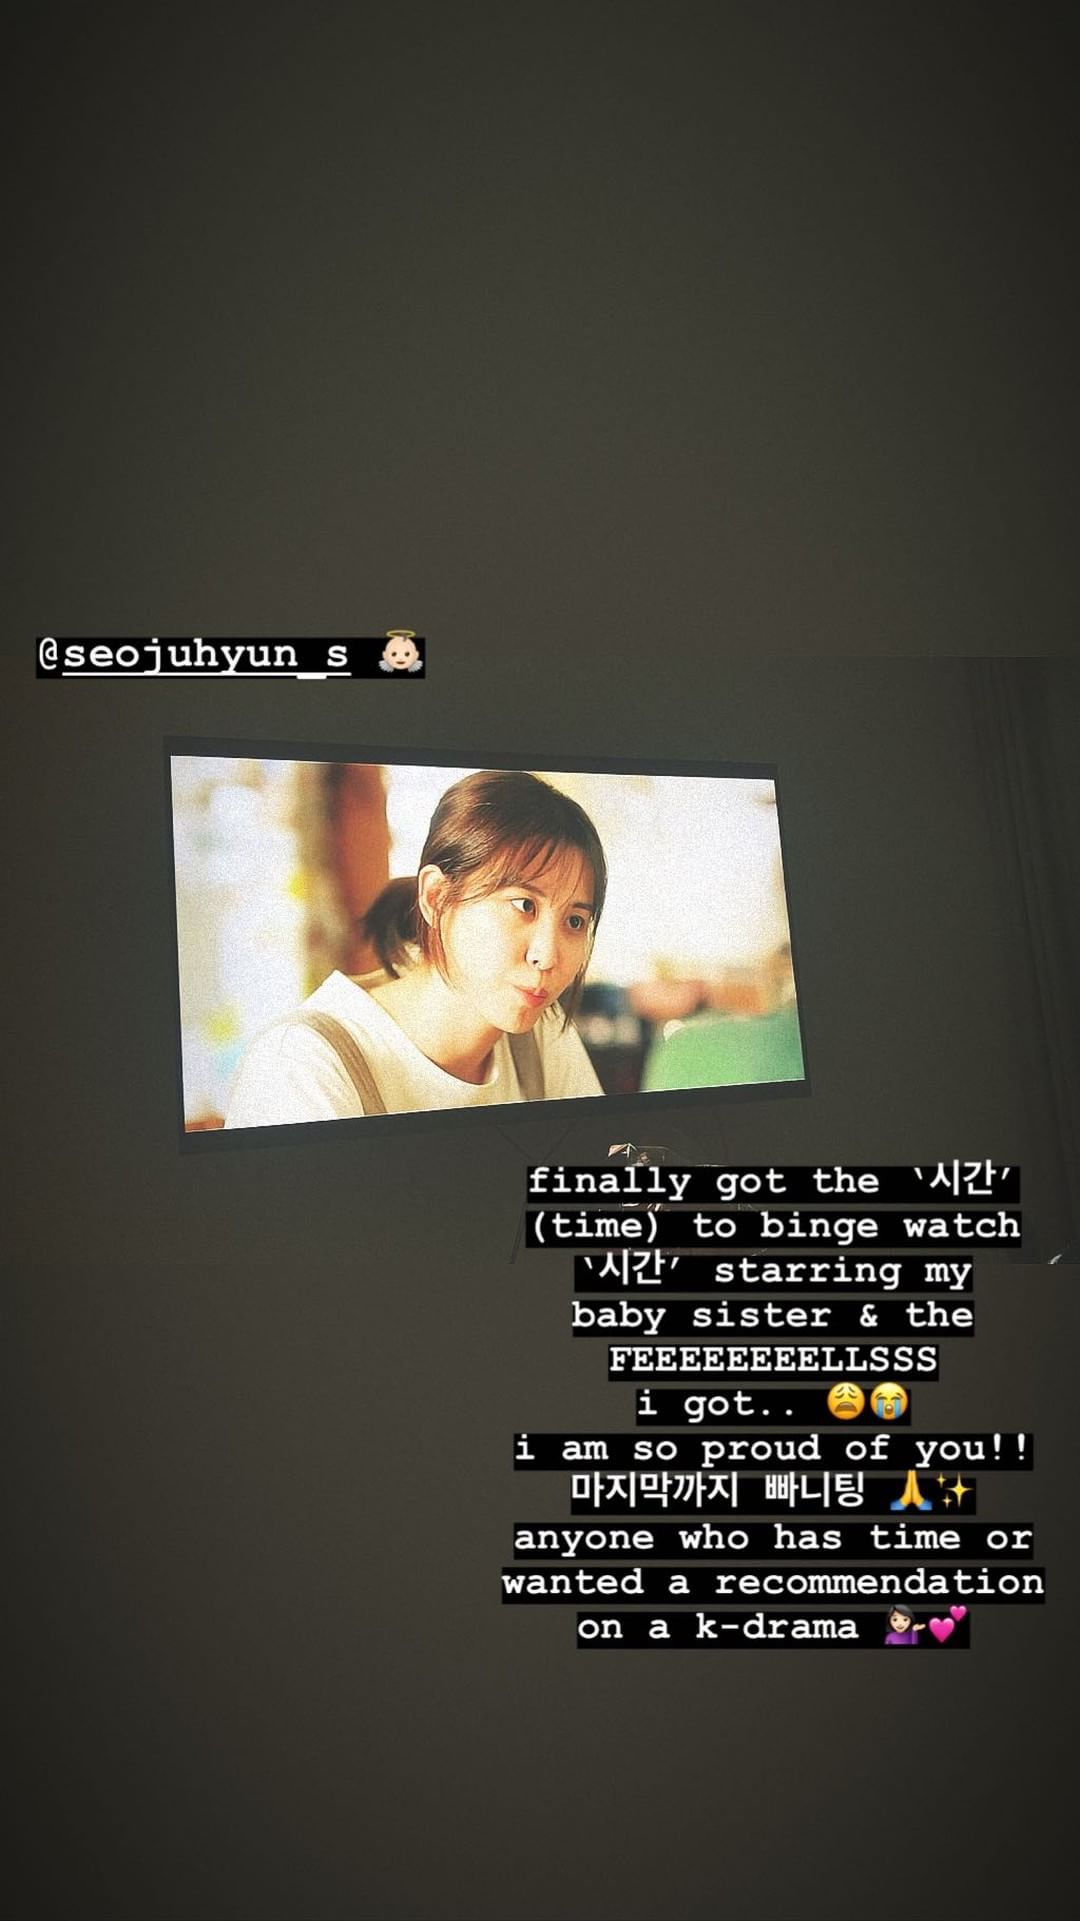 @seojuhyun_s 👼🏻
finally got the ‘시간’
(time) to binge watch
‘시간’ starring my
baby sister & the
FEEEEEEEEELLSSS
i got.. 😩😭
i am so proud of you!!
마지막까지 빠니팅 🙏✨
anyone who has time or
wanted a recommendation
on a k-drama 💁🏻‍♀️💕